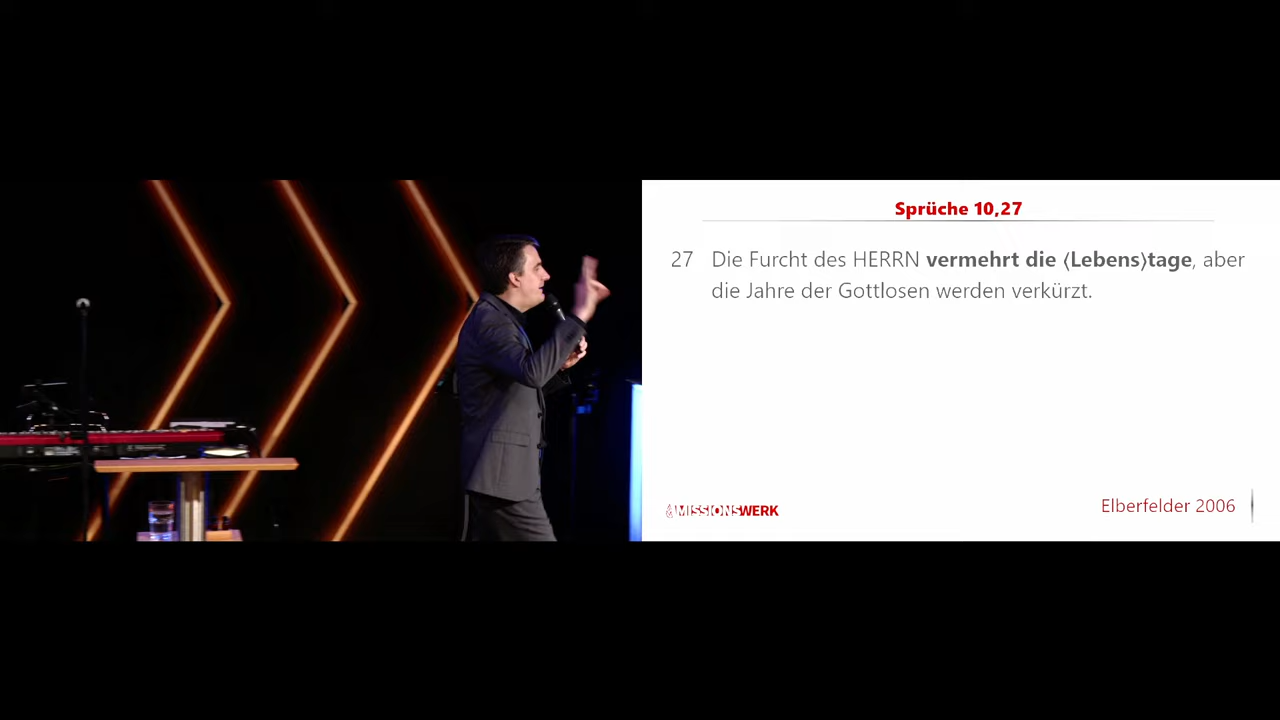 Sprüche 10,27
27 Die Furcht des HERRN vermehrt die ⟨Lebens⟩tage, aber
die Jahre der Gottlosen werden verkürzt.
MISSIONSWERK
Elberfelder 2006